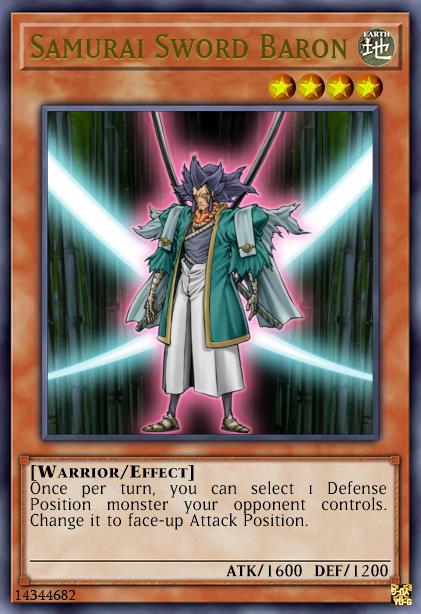 Samurai Sword Baron
EARTH
地
[Warrior/Effect]
Once per turn, you can select 1 Defense
Position monster your opponent controls.
Change it to face-up Attack Position.
ATK/1600 DEF/1200
14344682